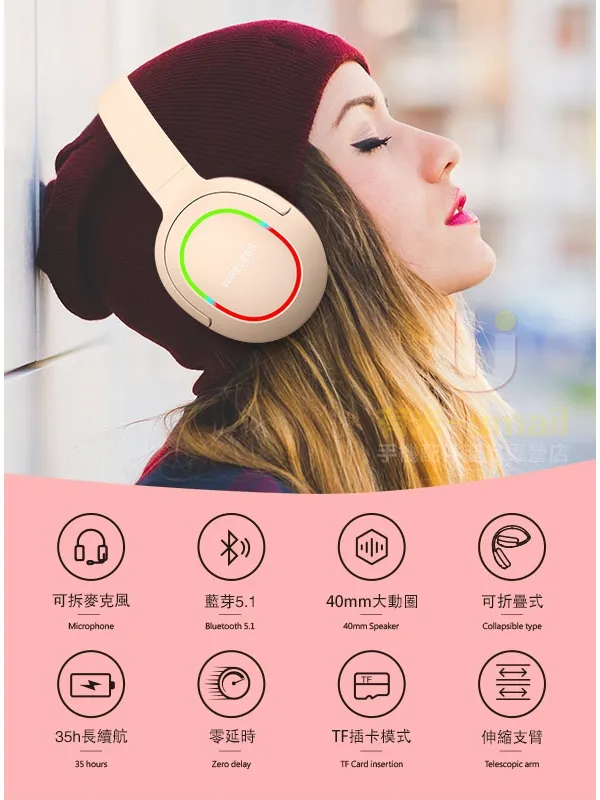 WIRELESS
可拆麥克風
Microphone
藍芽5.1
Bluetooth 5.1
40mm大動圈
40mm Speaker
可折疊式
Collapsible type
35h長續航
35 hours
零延時
Zero delay
TF
TF插卡模式
TF Card insertion
伸縮支臂
Telescopic arm